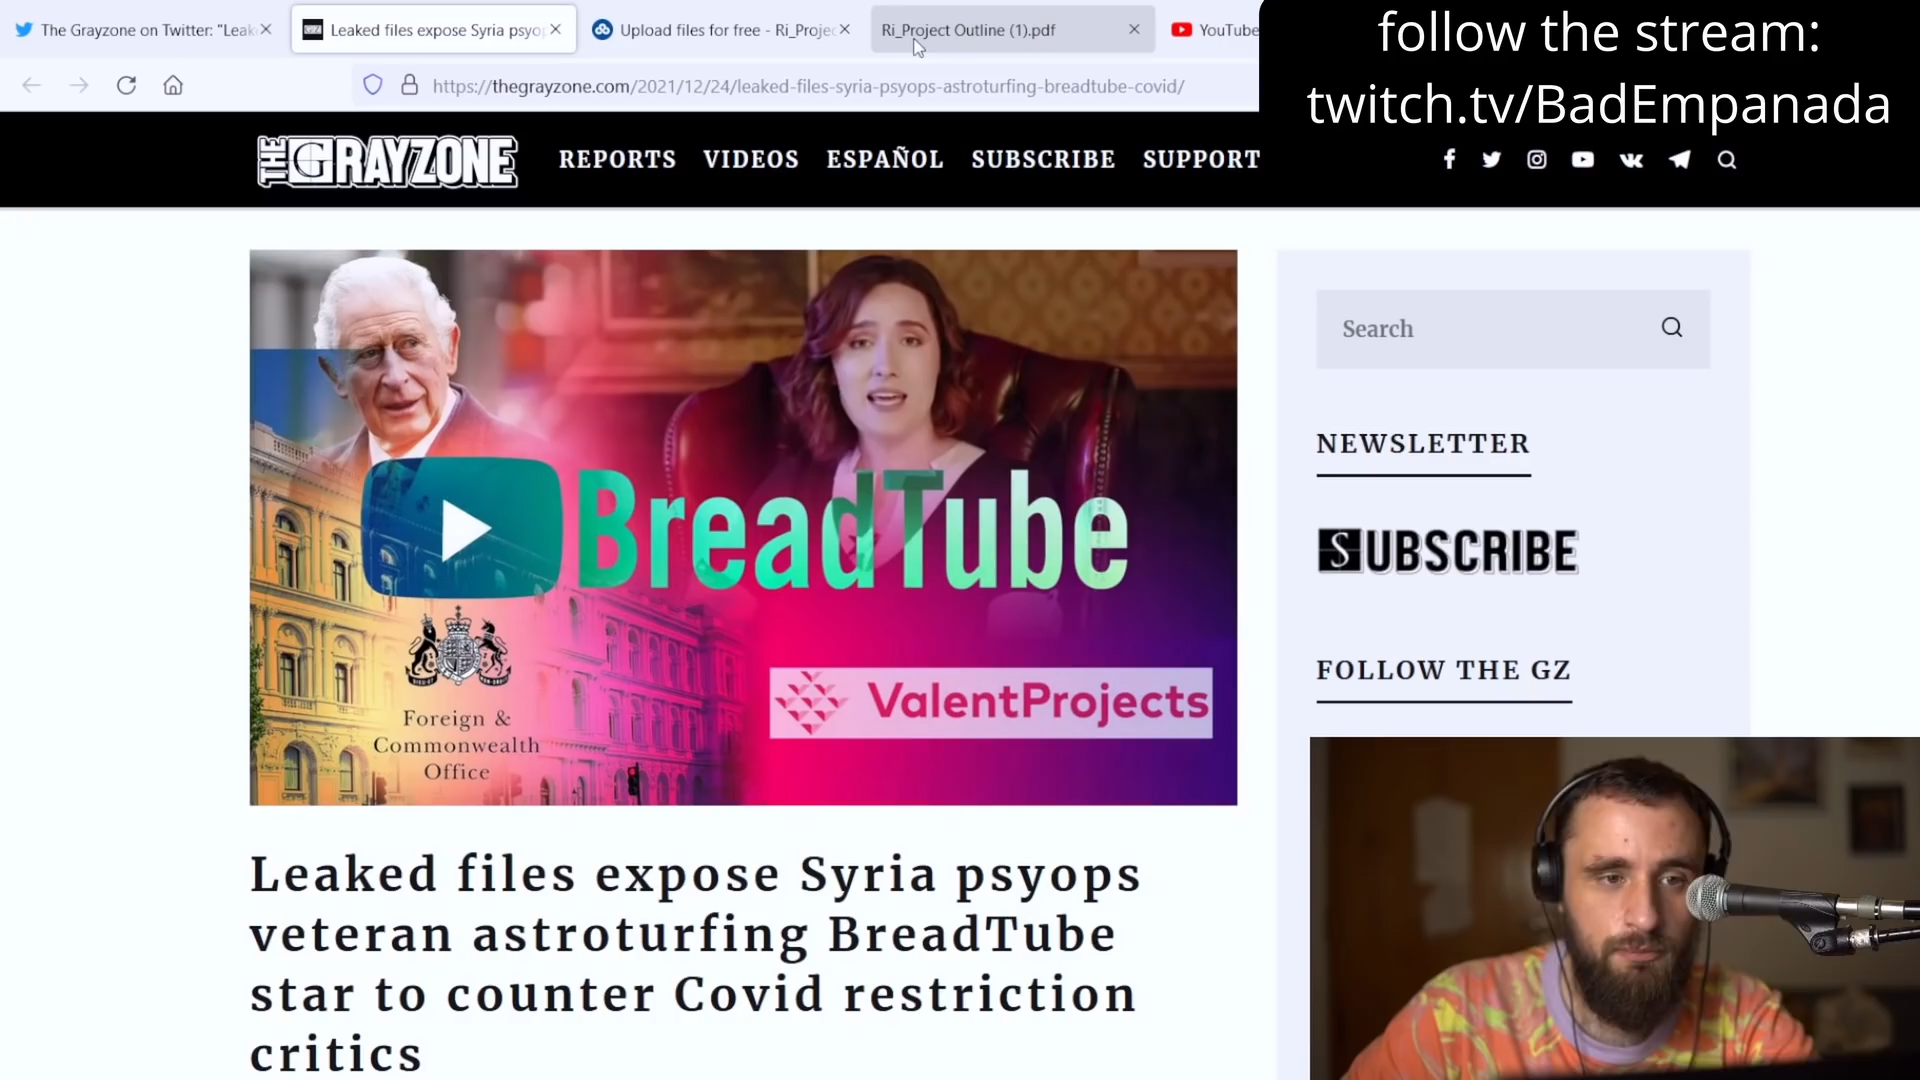 The Grayzone on Twitter: "Leak
Leaked files expose Syria psyop
Upload files for free - Ri_Projec
Ri_Project Outline (1).pdf
YouTube
https://thegrayzone.com/2021/12/24/leaked-files-syria-psyops-astroturfing-breadtube-covid/
follow the stream:
twitch.tv/BadEmpanada
THE GRAYZONE
REPORTS VIDEOS ESPAÑOL SUBSCRIBE SUPPORT
BreadTube
Foreign &
Commonwealth
Office
ValentProjects
Leaked files expose Syria psyops
veteran astroturfing BreadTube
star to counter Covid restriction
critics
Search
NEWSLETTER
SUBSCRIBE
FOLLOW THE GZ